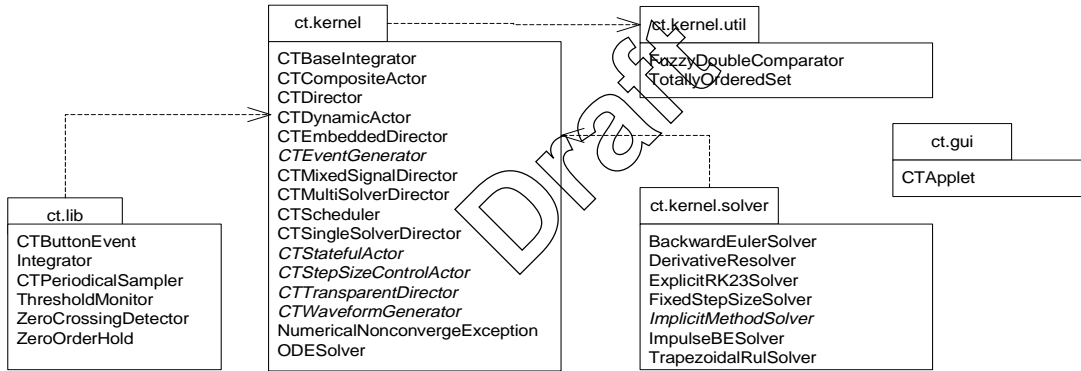 ct.kernel
CTBaseIntegrator
CTCompositeActor
CTDirector
CTDynamicActor
CTEmbeddedDirector
CTEventGenerator
CTMixedSignalDirector
CTMultiSolverDirector
CTScheduler
CTSingleSolverDirector
CTStatefulActor
CTStepSizeControlActor
CTTransparentDirector
CTWaveformGenerator
NumericalNonconvergeException
ODESolver
ct.kernel.util
FuzzyDoubleComparator
TotallyOrderedSet
ct.gui
CTApplet
ct.lib
CTButtonEvent
Integrator
CTPeriodicalSampler
ThresholdMonitor
ZeroCrossingDetector
ZeroOrderHold
ct.kernel.solver
BackwardEulerSolver
DerivativeResolver
ExplicitRK23Solver
FixedStepSizeSolver
ImplicitMethodSolver
ImpulseBESolver
TrapezoidalRulSolver
Draft